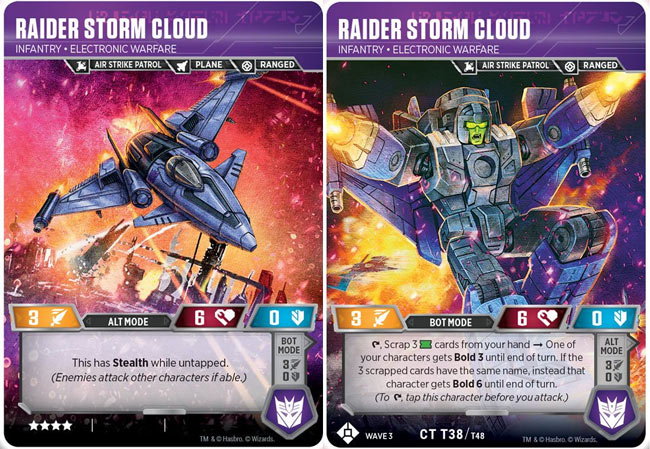 RAIDER STORM CLOUD
INFANTRY • ELECTRONIC WARFARE
AIR STRIKE PATROL PLANE RANGED
3 ALT MODE 6 0
BOT
MODE
3
0
This has Stealth while untapped.
(Enemies attack other characters if able.)
★★★★
TM & © Hasbro. © Wizards.
RAIDER STORM CLOUD
INFANTRY • ELECTRONIC WARFARE
AIR STRIKE PATROL PLANE RANGED
3 BOT MODE 6 0
ALT
MODE
3
0
, Scrap 3 cards from your hand → One of
your characters gets Bold 3 until end of turn. If the
3 scrapped cards have the same name, instead that
character gets Bold 6 until end of turn.
(To , tap this character before you attack.)
WAVE 3 CT T38/T48
TM & © Hasbro. © Wizards.